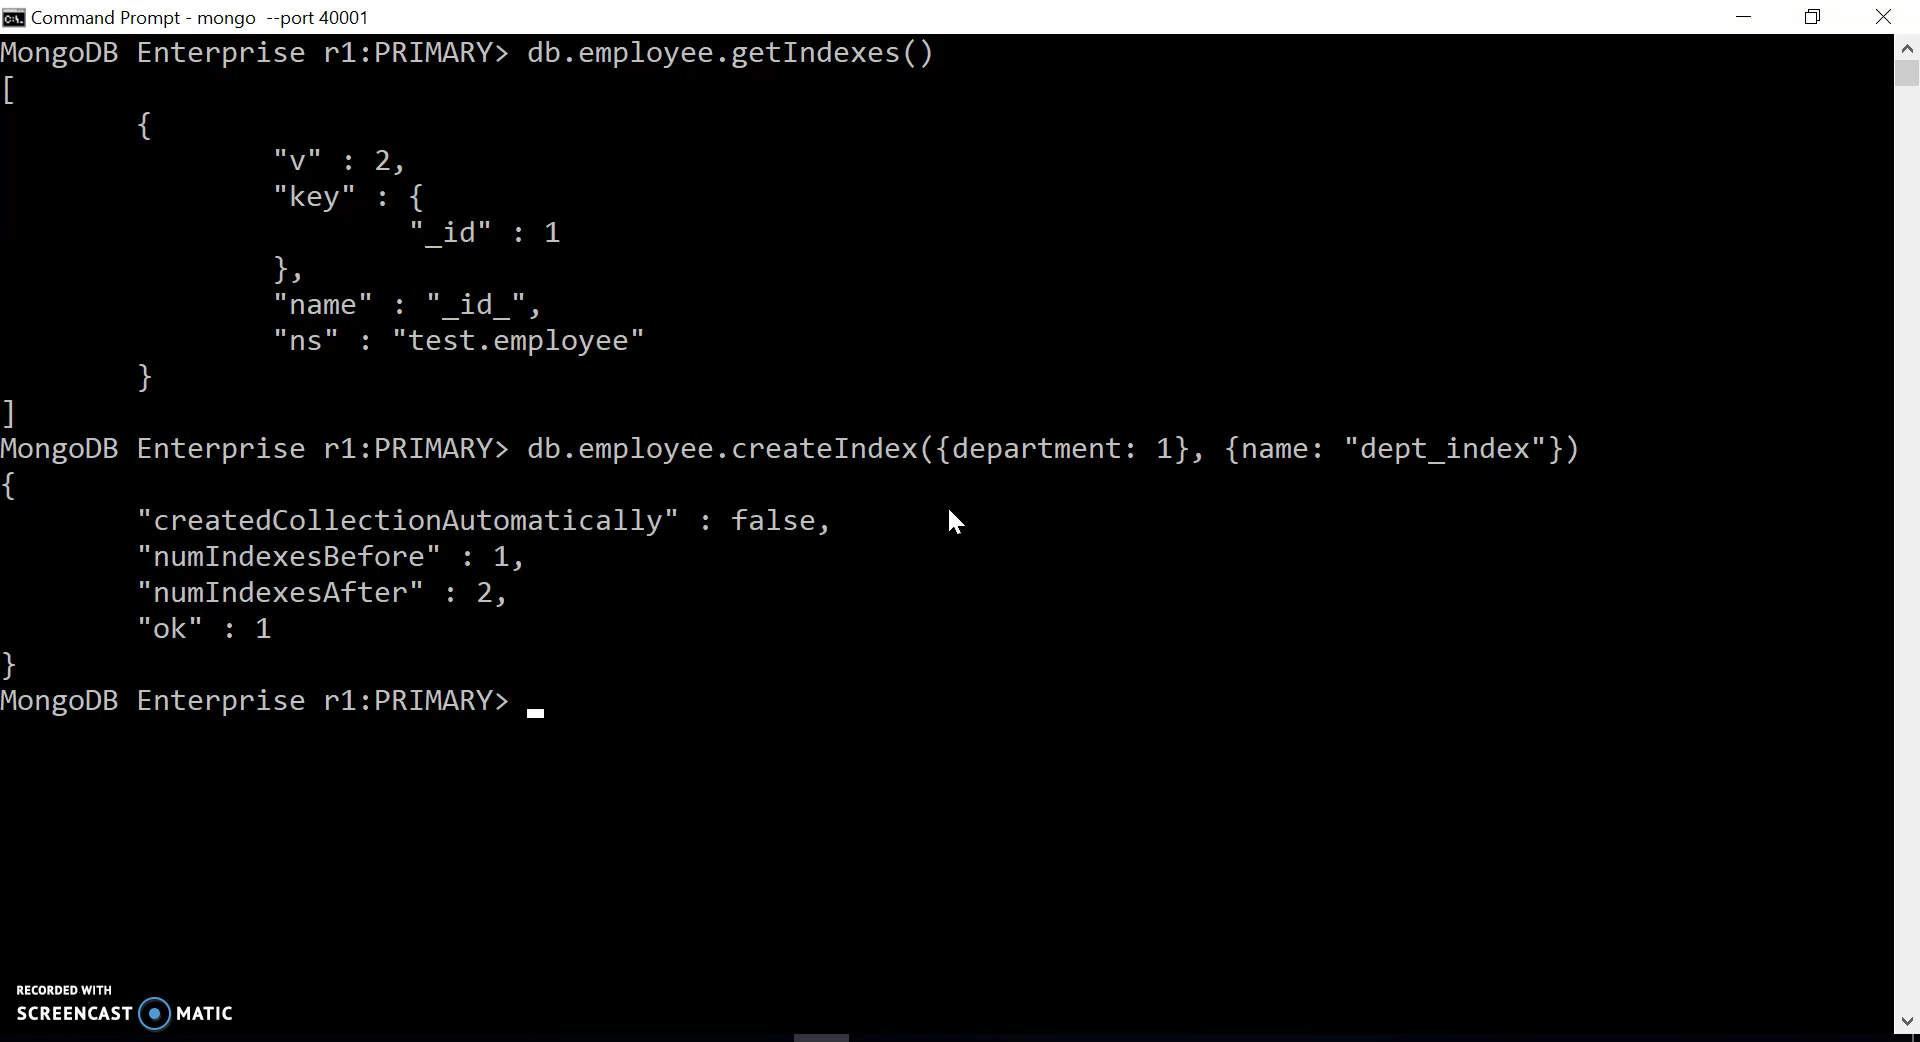 Command Prompt - mongo  --port 40001
MongoDB Enterprise r1:PRIMARY> db.employee.getIndexes()
[
        {
                "v" : 2,
                "key" : {
                        "_id" : 1
                },
                "name" : "_id_",
                "ns" : "test.employee"
        }
]
MongoDB Enterprise r1:PRIMARY> db.employee.createIndex({department: 1}, {name: "dept_index"})
{
        "createdCollectionAutomatically" : false,
        "numIndexesBefore" : 1,
        "numIndexesAfter" : 2,
        "ok" : 1
}
MongoDB Enterprise r1:PRIMARY>
RECORDED WITH
SCREENCAST MATIC